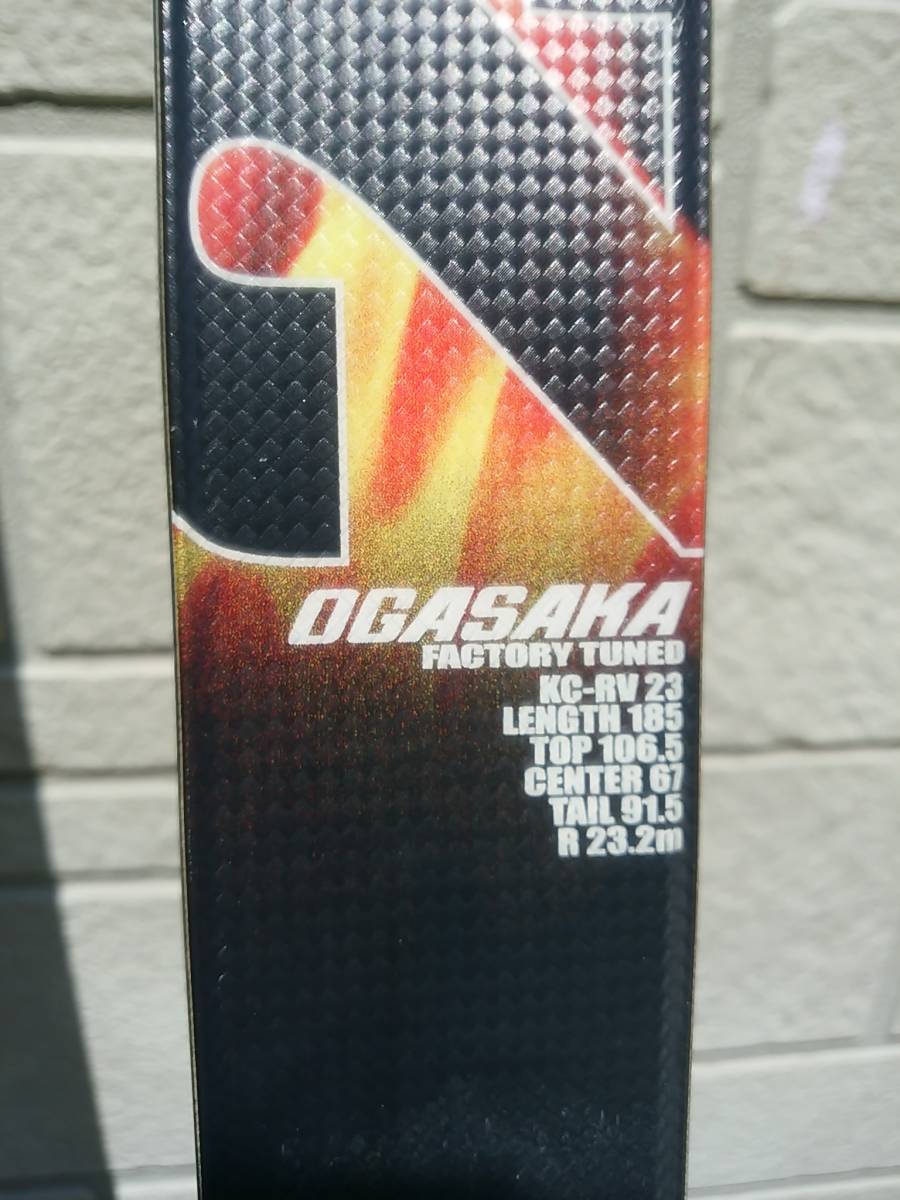 OGASAKA
FACTORY TUNED
KC-RV 23
LENGTH 185
TOP 106.5
CENTER 67
TAIL 91.5
R 23.2m